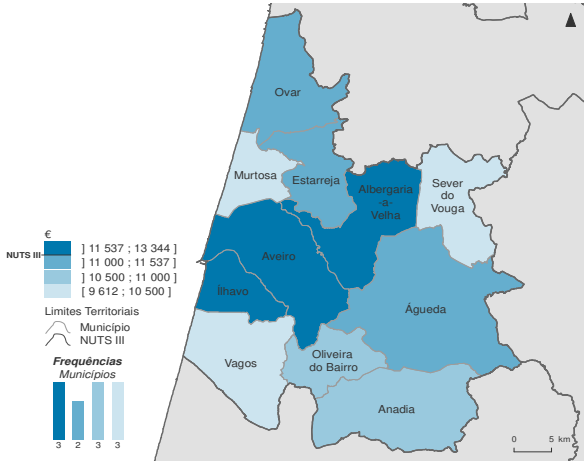 Ovar
Murtosa
Estarreja
Albergaria
-a-
Velha
Sever
do
Vouga
Aveiro
Ílhavo
Águeda
Vagos
Oliveira
do Bairro
Anadia
€
NUTS III
] 11 537 ; 13 344 ]
] 11 000 ; 11 537 ]
] 10 500 ; 11 000 ]
[ 9 612 ; 10 500 ]
Limites Territoriais
Município
NUTS III
Frequências
Municípios
3 2 3 3
0 5 km